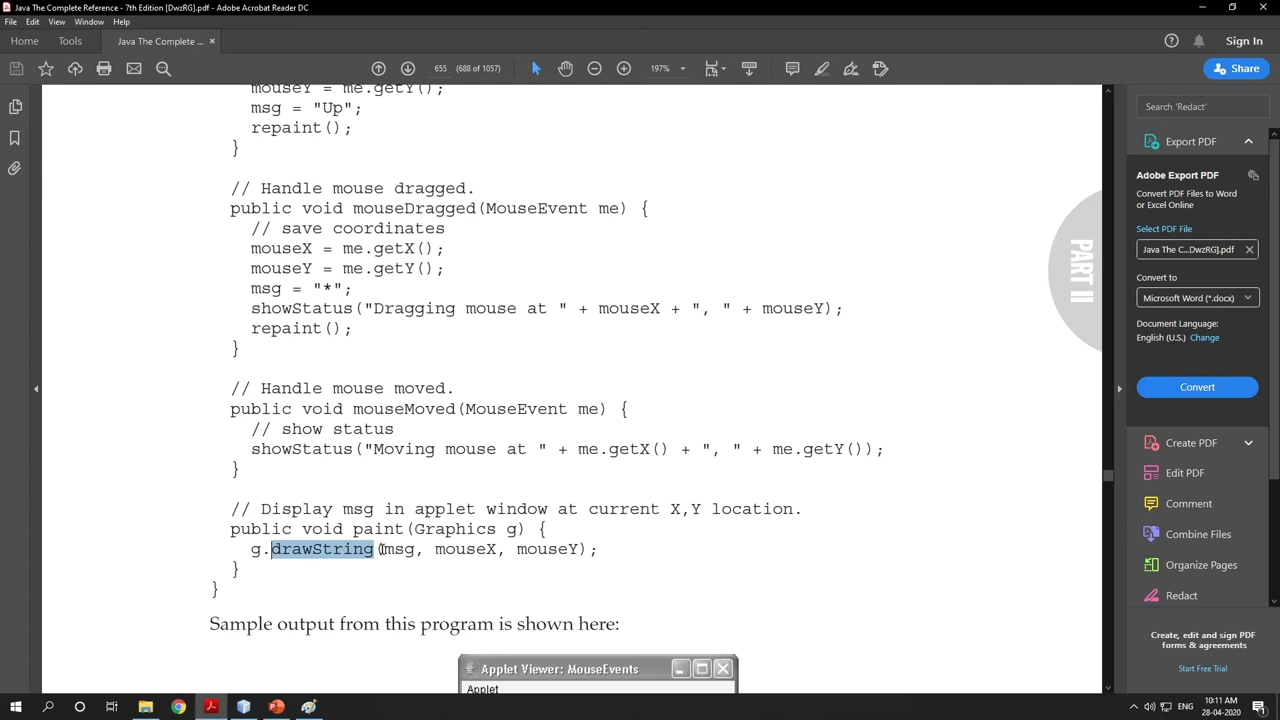 Java The Complete Reference - 7th Edition [DwzRG].pdf - Adobe Acrobat Reader DC
File Edit View Window Help
Home Tools Java The Complete ... × Sign In
655 (688 of 1057) 197% Share
mouseY = me.getY();
msg = "Up";
repaint();
}
// Handle mouse dragged.
public void mouseDragged(MouseEvent me) {
// save coordinates
mouseX = me.getX();
mouseY = me.getY();
msg = "*";
showStatus("Dragging mouse at " + mouseX + ", " + mouseY);
repaint();
}
// Handle mouse moved.
public void mouseMoved(MouseEvent me) {
// show status
showStatus("Moving mouse at " + me.getX() + ", " + me.getY());
}
// Display msg in applet window at current X,Y location.
public void paint(Graphics g) {
g.drawString(msg, mouseX, mouseY);
}
}
Sample output from this program is shown here:
Applet Viewer: MouseEvents
Applet
PART II
Search 'Redact'
Export PDF
Adobe Export PDF
Convert PDF Files to Word
or Excel Online
Select PDF File
Java The C...DwzRG].pdf ×
Convert to
Microsoft Word (*.docx)
Document Language:
English (U.S.) Change
Convert
Create PDF
Edit PDF
Comment
Combine Files
Organize Pages
Redact
Create, edit and sign PDF
forms & agreements
Start Free Trial
ENG
10:11 AM
28-04-2020